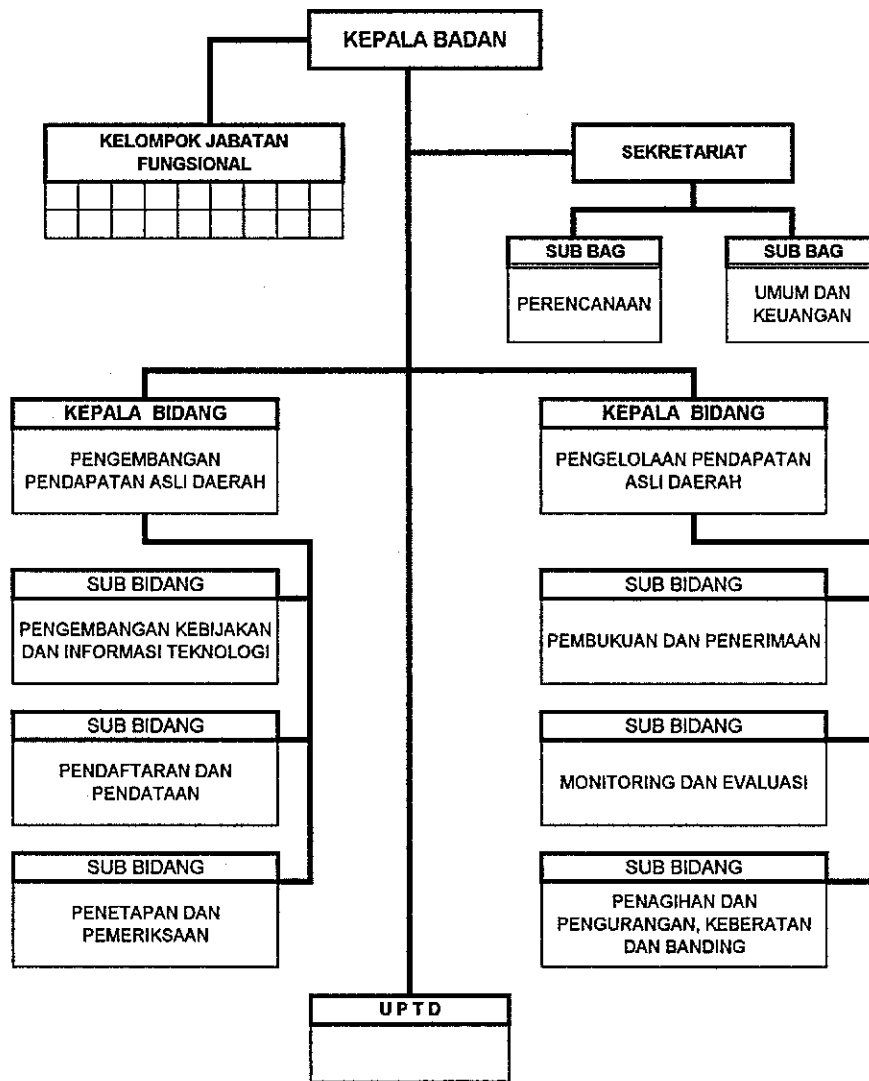 KEPALA BADAN
KELOMPOK JABATAN
FUNGSIONAL
SEKRETARIAT
SUB BAG
PERENCANAAN
SUB BAG
UMUM DAN
KEUANGAN
KEPALA BIDANG
PENGEMBANGAN
PENDAPATAN ASLI DAERAH
KEPALA BIDANG
PENGELOLAAN PENDAPATAN
ASLI DAERAH
SUB BIDANG
PENGEMBANGAN KEBIJAKAN
DAN INFORMASI TEKNOLOGI
SUB BIDANG
PENDAFTARAN DAN
PENDATAAN
SUB BIDANG
PENETAPAN DAN
PEMERIKSAAN
SUB BIDANG
PEMBUKUAN DAN PENERIMAAN
SUB BIDANG
MONITORING DAN EVALUASI
SUB BIDANG
PENAGIHAN DAN
PENGURANGAN, KEBERATAN
DAN BANDING
UPTD